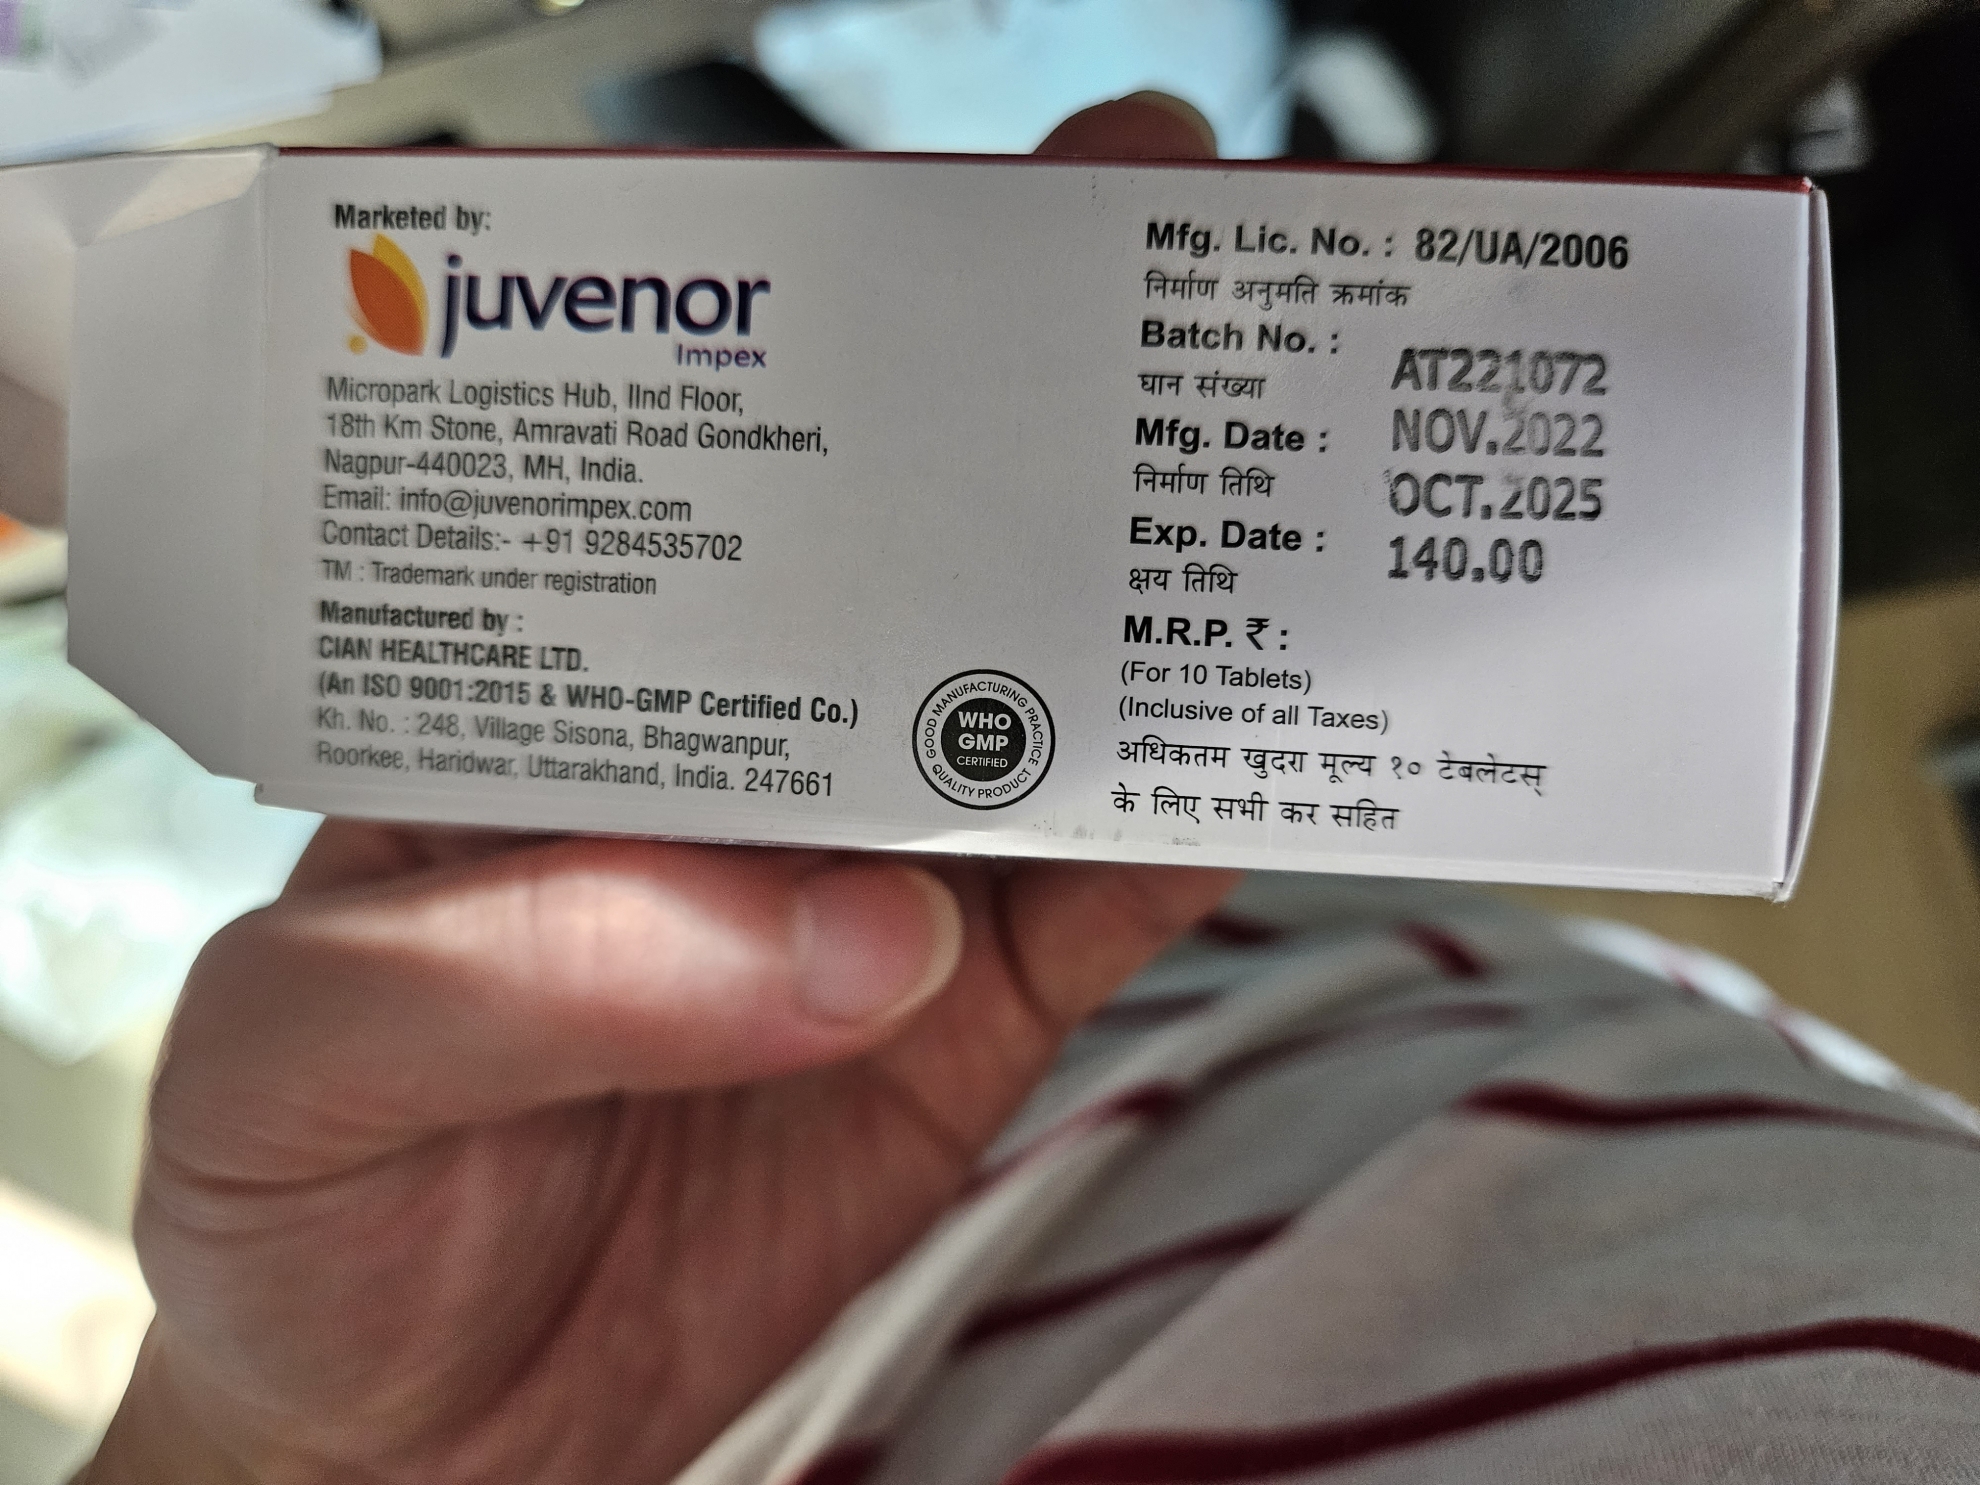 Marketed by:
juvenor
Impex
Micropark Logistics Hub, IInd Floor,
18th Km Stone, Amravati Road Gondkheri,
Nagpur-440023, MH, India.
Email: info@juvenorimpex.com
Contact Details:- +91 9284535702
TM : Trademark under registration
Manufactured by :
CIAN HEALTHCARE LTD.
(An ISO 9001:2015 & WHO-GMP Certified Co.)
Kh. No. : 248, Village Sisona, Bhagwanpur,
Roorkee, Haridwar, Uttarakhand, India. 247661
GOOD MANUFACTURING PRACTICE
WHO
GMP
CERTIFIED
QUALITY PRODUCT
Mfg. Lic. No. : 82/UA/2006
निर्माण अनुमति क्रमांक
Batch No. :
AT221072
घान संख्या
Mfg. Date : NOV.2022
निर्माण तिथि
OCT.2025
Exp. Date :
140.00
क्षय तिथि
M.R.P. ₹ :
(For 10 Tablets)
(Inclusive of all Taxes)
अधिकतम खुदरा मूल्य १० टेबलेटस्
के लिए सभी कर सहित